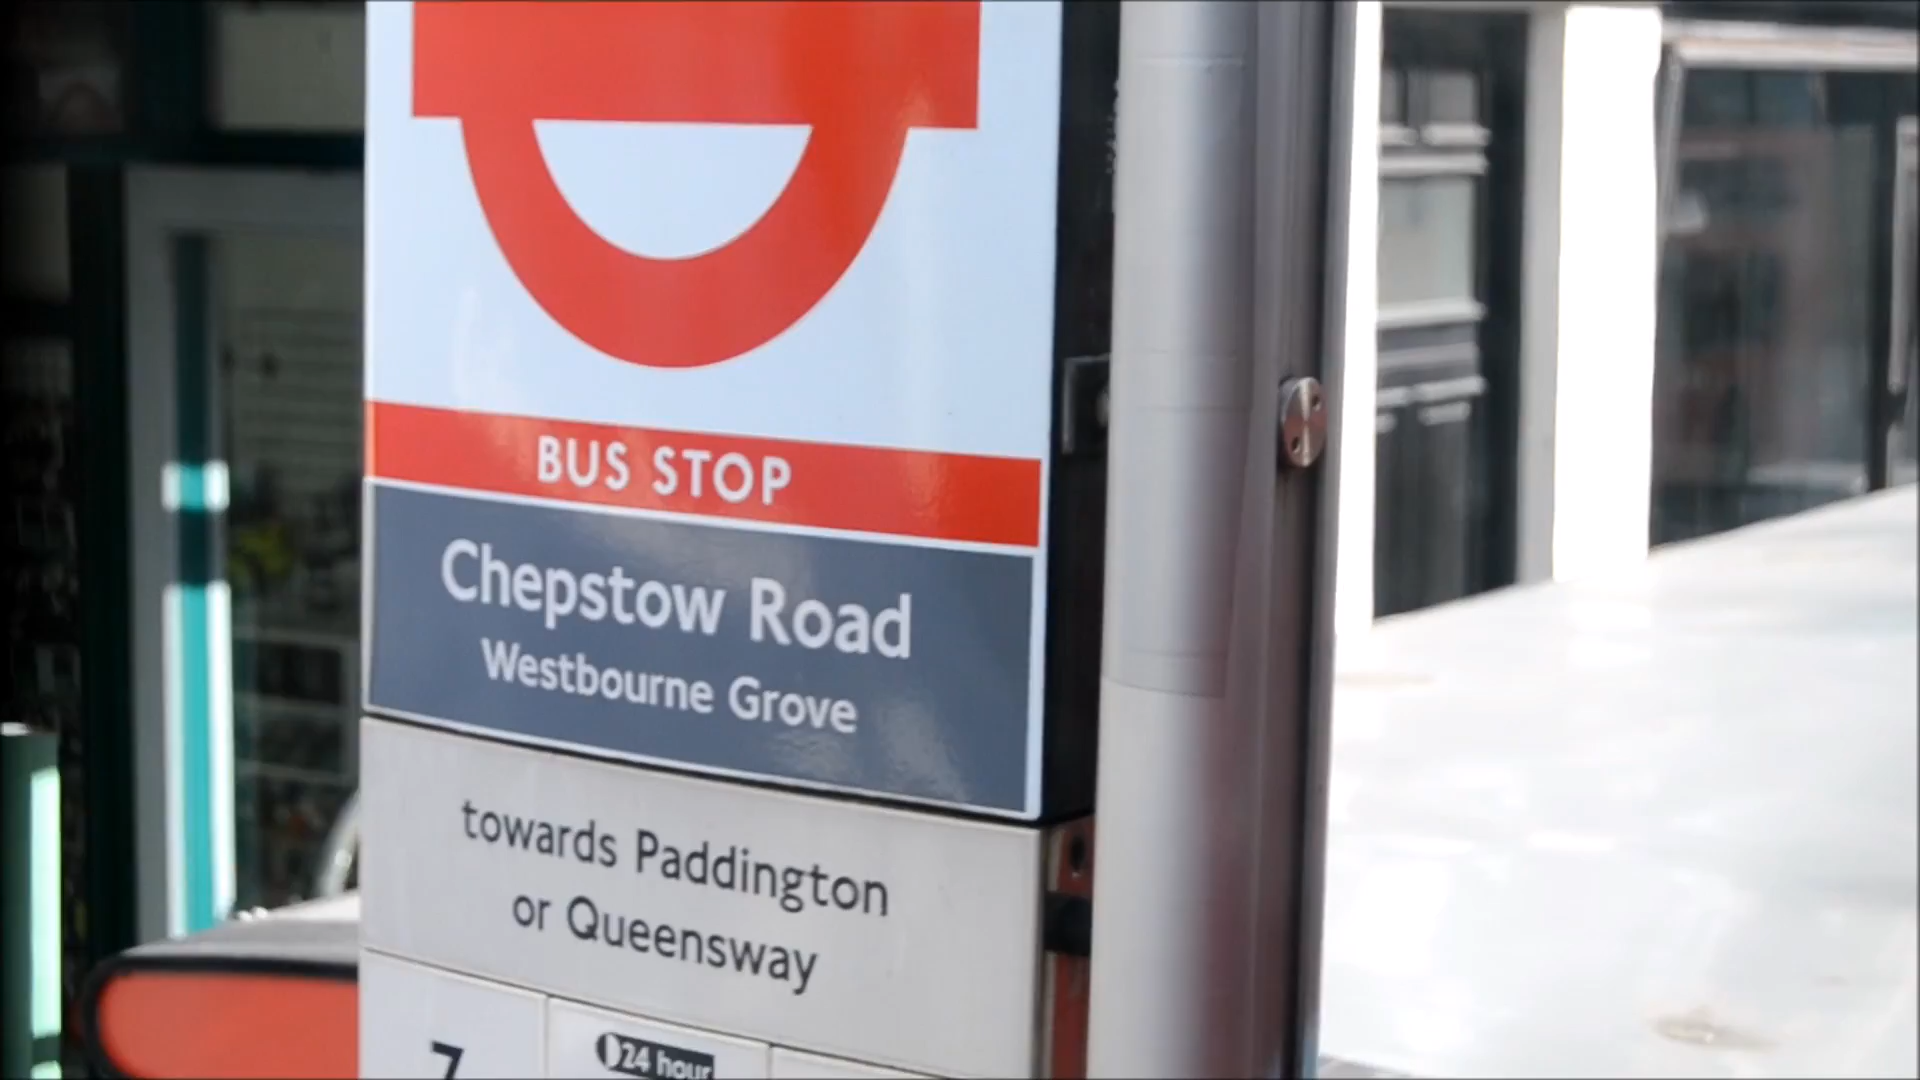 BUS STOP
Chepstow Road
Westbourne Grove
towards Paddington
or Queensway
7
24 hour